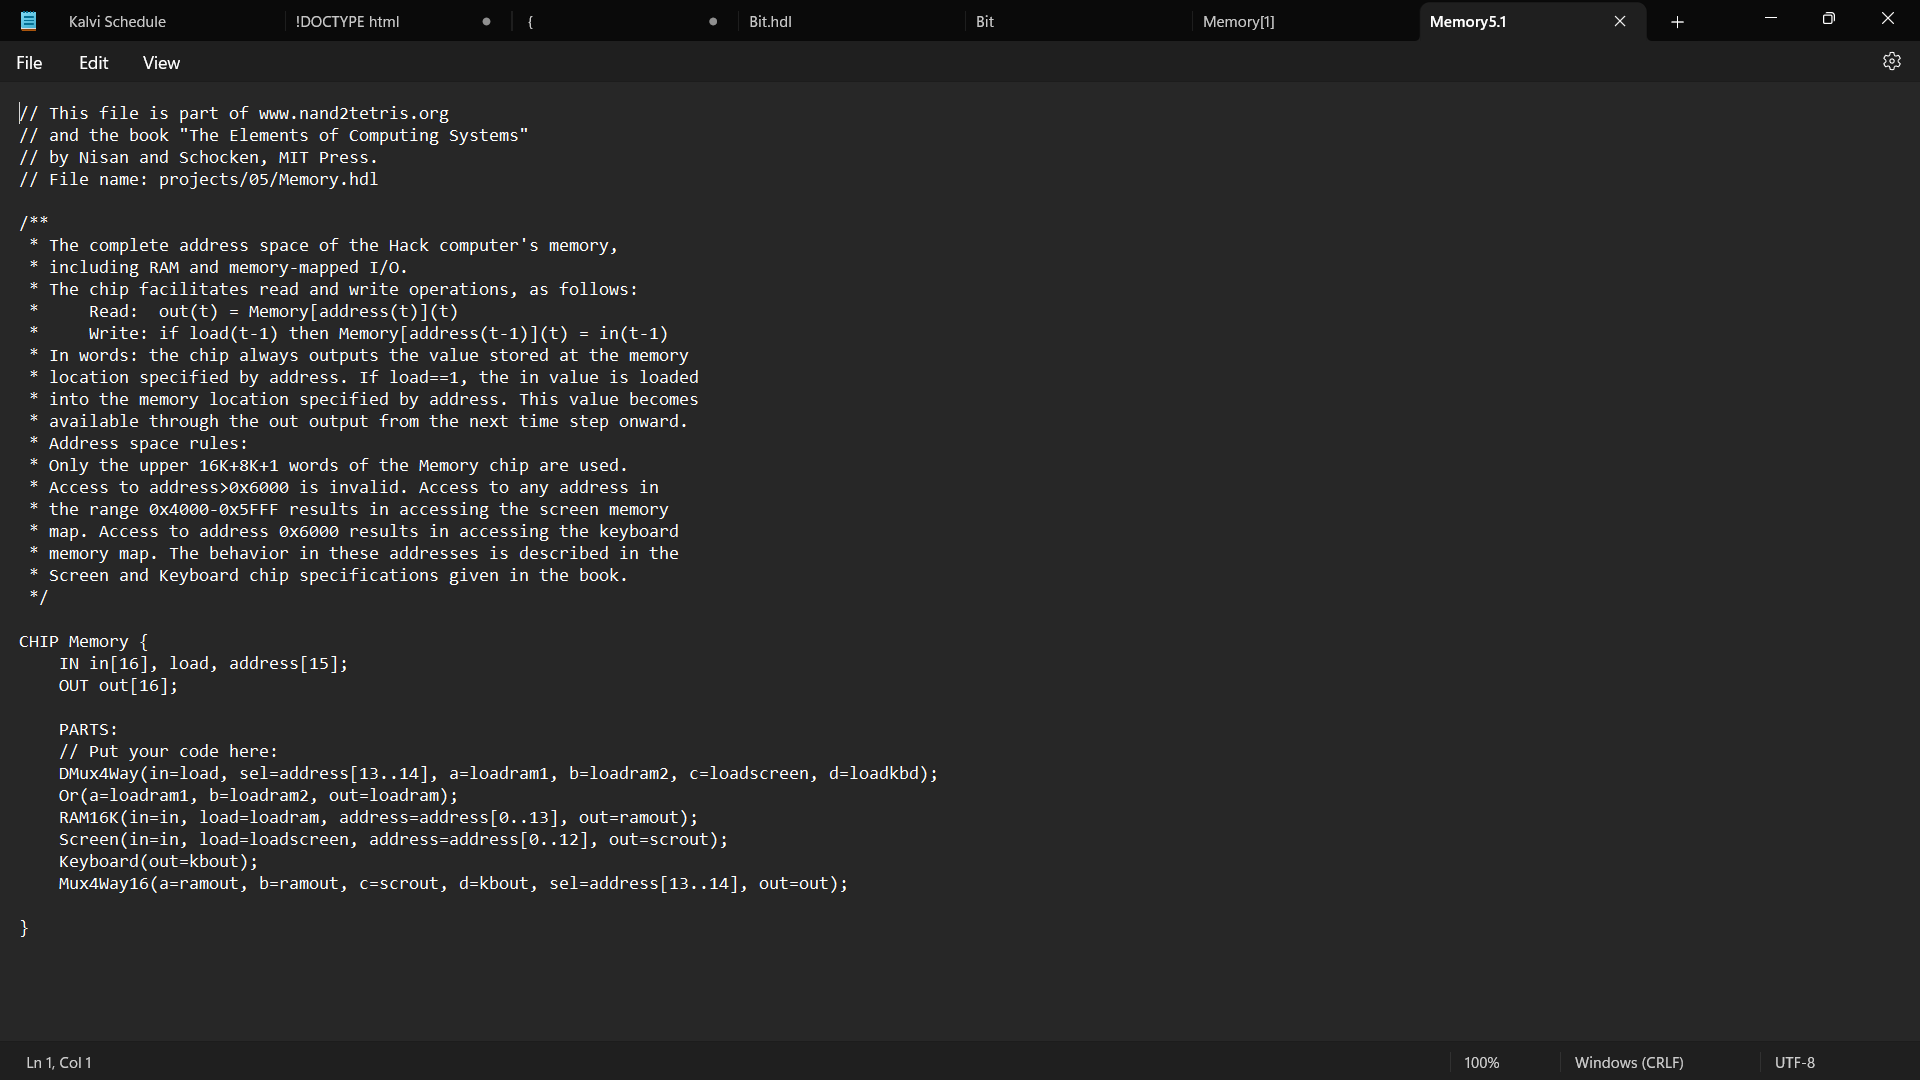 Kalvi Schedule
!DOCTYPE html
{
Bit.hdl
Bit
Memory[1]
Memory5.1
File
Edit
View
// This file is part of www.nand2tetris.org
// and the book "The Elements of Computing Systems"
// by Nisan and Schocken, MIT Press.
// File name: projects/05/Memory.hdl
/**
 * The complete address space of the Hack computer's memory,
 * including RAM and memory-mapped I/O.
 * The chip facilitates read and write operations, as follows:
 *     Read:  out(t) = Memory[address(t)](t)
 *     Write: if load(t-1) then Memory[address(t-1)](t) = in(t-1)
 * In words: the chip always outputs the value stored at the memory
 * location specified by address. If load==1, the in value is loaded
 * into the memory location specified by address. This value becomes
 * available through the out output from the next time step onward.
 * Address space rules:
 * Only the upper 16K+8K+1 words of the Memory chip are used.
 * Access to address>0x6000 is invalid. Access to any address in
 * the range 0x4000-0x5FFF results in accessing the screen memory
 * map. Access to address 0x6000 results in accessing the keyboard
 * memory map. The behavior in these addresses is described in the
 * Screen and Keyboard chip specifications given in the book.
 */
CHIP Memory {
    IN in[16], load, address[15];
    OUT out[16];
    PARTS:
    // Put your code here:
    DMux4Way(in=load, sel=address[13..14], a=loadram1, b=loadram2, c=loadscreen, d=loadkbd);
    Or(a=loadram1, b=loadram2, out=loadram);
    RAM16K(in=in, load=loadram, address=address[0..13], out=ramout);
    Screen(in=in, load=loadscreen, address=address[0..12], out=scrout);
    Keyboard(out=kbout);
    Mux4Way16(a=ramout, b=ramout, c=scrout, d=kbout, sel=address[13..14], out=out);
}
Ln 1, Col 1
100%
Windows (CRLF)
UTF-8